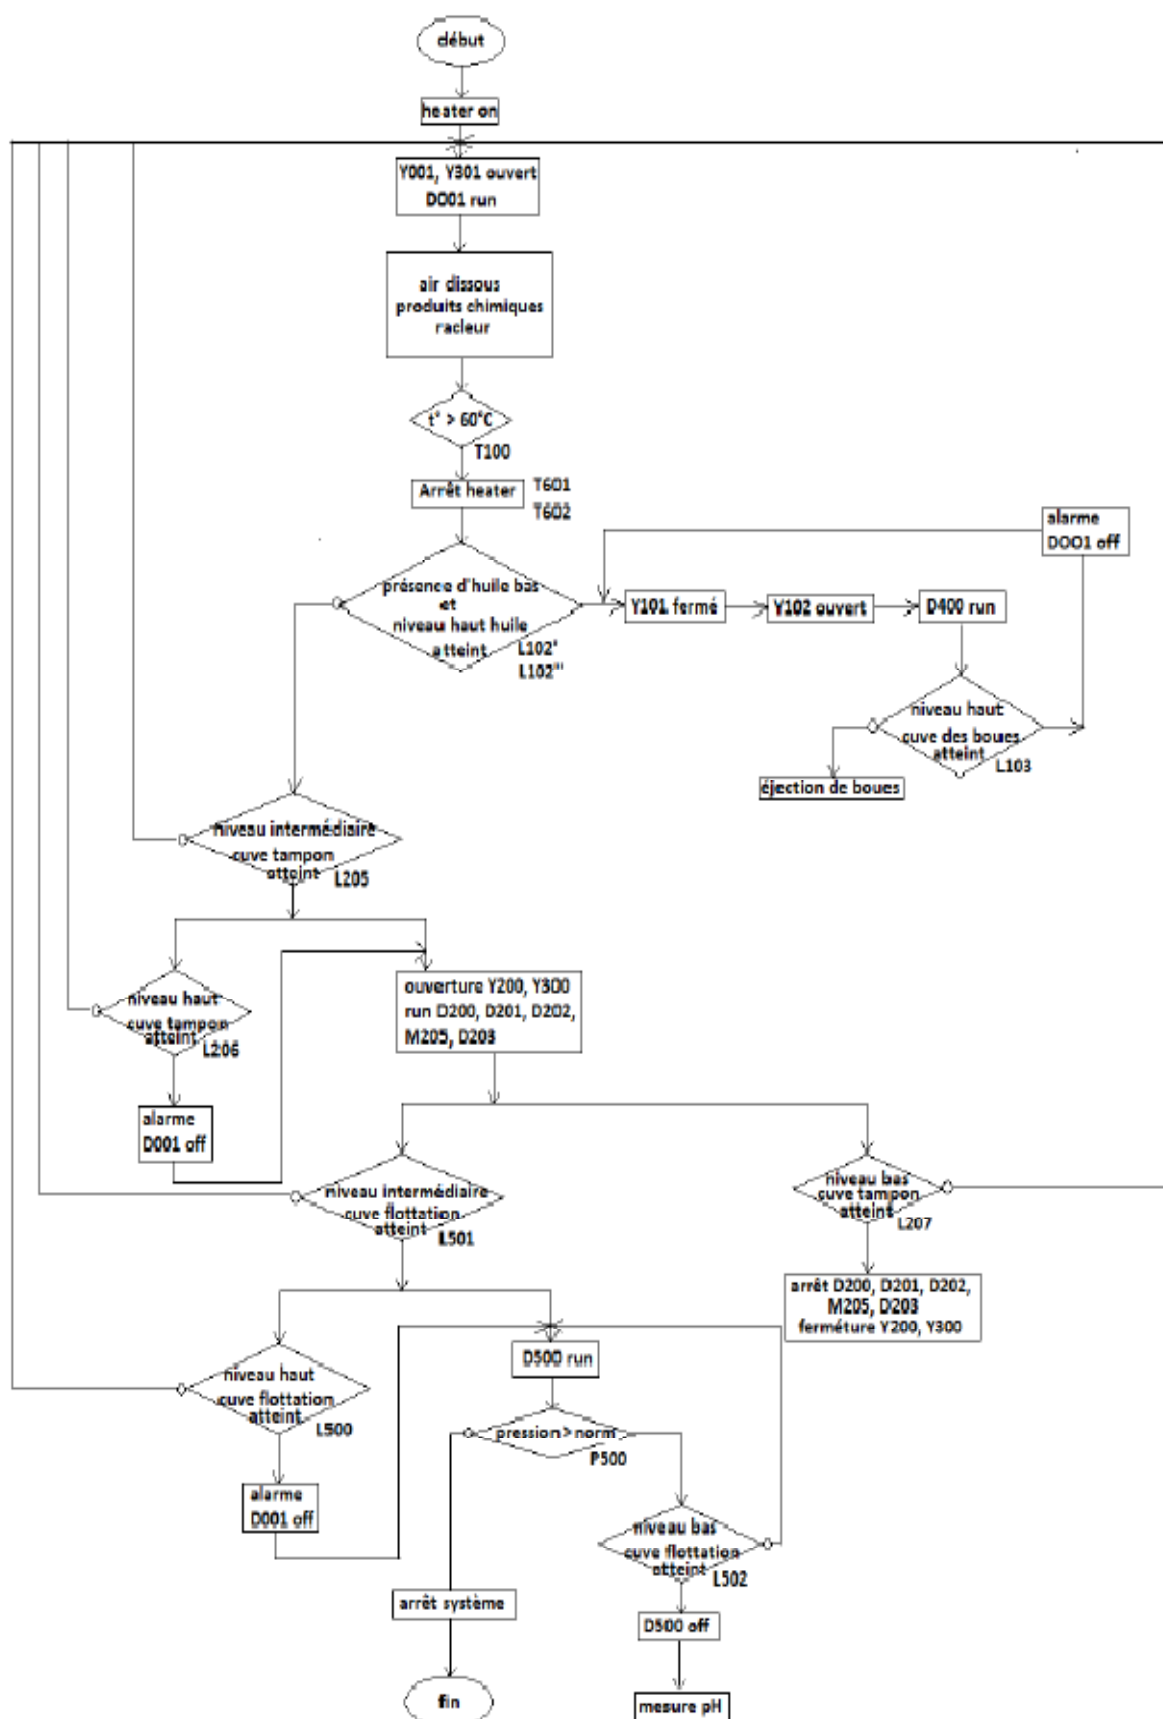 début
heater on
Y001, Y301 ouvert
D001 run
air dissous
produits chimiques
racleur
t° > 60°C
T100
Arrêt heater
T601
T602
alarme
D001 off
présence d'huile bas
et
niveau haut huile
atteint
L102'
L102'''
Y101 fermé
Y102 ouvert
D400 run
niveau haut
cuve des boues
atteint
L103
éjection de boues
niveau intermédiaire
cuve tampon
atteint
L205
niveau haut
cuve tampon
atteint
L206
ouverture Y200, Y300
run D200, D201, D202,
M205, D203
alarme
D001 off
niveau intermédiaire
cuve flottation
atteint
L501
niveau bas
cuve tampon
atteint
L207
arrêt D200, D201, D202,
M205, D203
ferméture Y200, Y300
niveau haut
cuve flottation
atteint
L500
D500 run
pression > norm
P500
alarme
D001 off
niveau bas
cuve flottation
atteint
L502
arrêt système
D500 off
fin
mesure pH